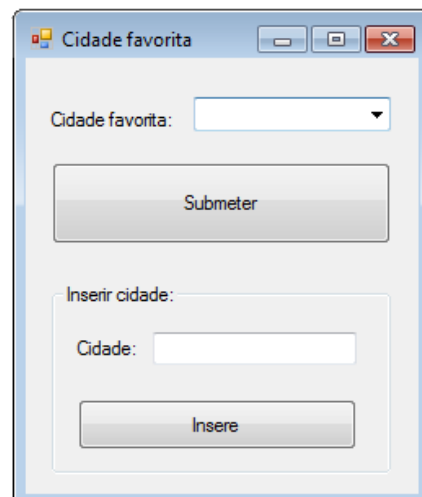 Cidade favorita
Cidade favorita:
Submeter
Inserir cidade:
Cidade:
Insere